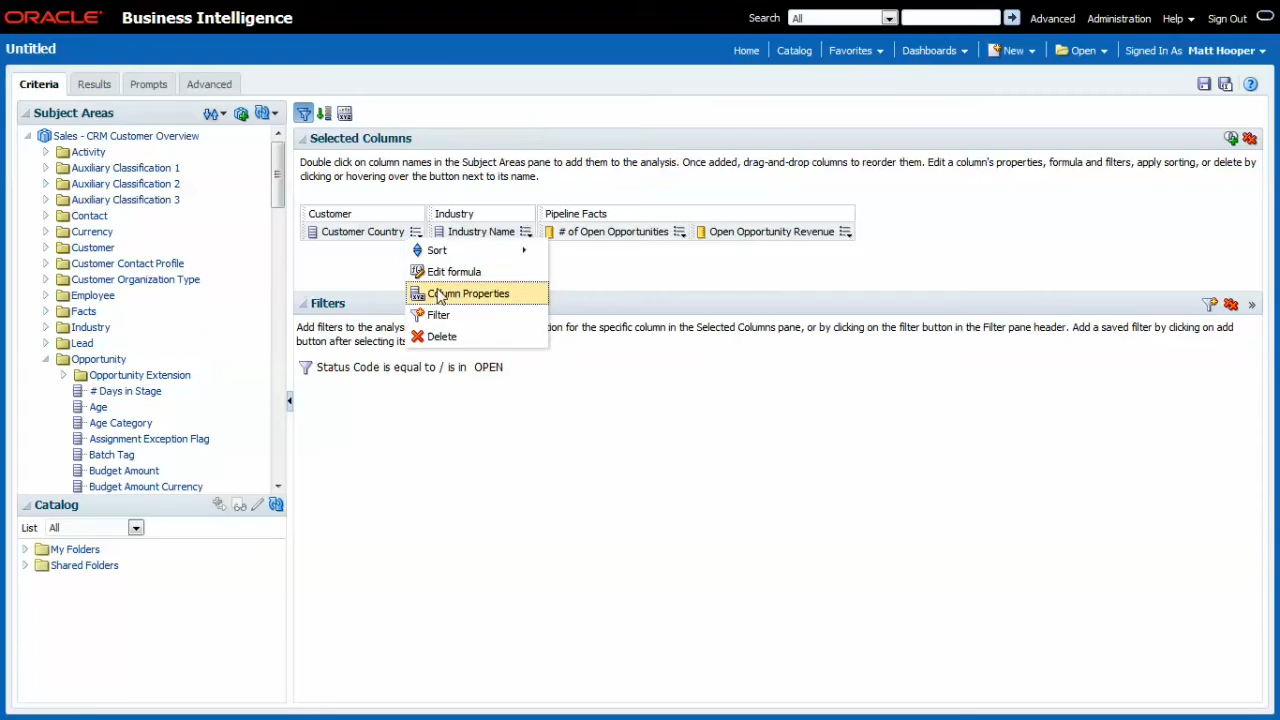 ORACLE Business Intelligence
Search All Advanced Administration Help Sign Out
Untitled
Home Catalog Favorites Dashboards New Open Signed In As Matt Hooper
Criteria Results Prompts Advanced
Subject Areas
Sales - CRM Customer Overview
Activity
Auxiliary Classification 1
Auxiliary Classification 2
Auxiliary Classification 3
Contact
Currency
Customer
Customer Contact Profile
Customer Organization Type
Employee
Facts
Industry
Lead
Opportunity
Opportunity Extension
# Days in Stage
Age
Age Category
Assignment Exception Flag
Batch Tag
Budget Amount
Budget Amount Currency
Catalog
List All
My Folders
Shared Folders
Selected Columns
Double click on column names in the Subject Areas pane to add them to the analysis. Once added, drag-and-drop columns to reorder them. Edit a column's properties, formula and filters, apply sorting, or delete by
clicking or hovering over the button next to its name.
Customer Industry Pipeline Facts
Customer Country Industry Name # of Open Opportunities Open Opportunity Revenue
Sort
Edit formula
Column Properties
Filter
Delete
Filters
Add filters to the analysis tion for the specific column in the Selected Columns pane, or by clicking on the filter button in the Filter pane header. Add a saved filter by clicking on add
button after selecting its
Status Code is equal to / is in OPEN